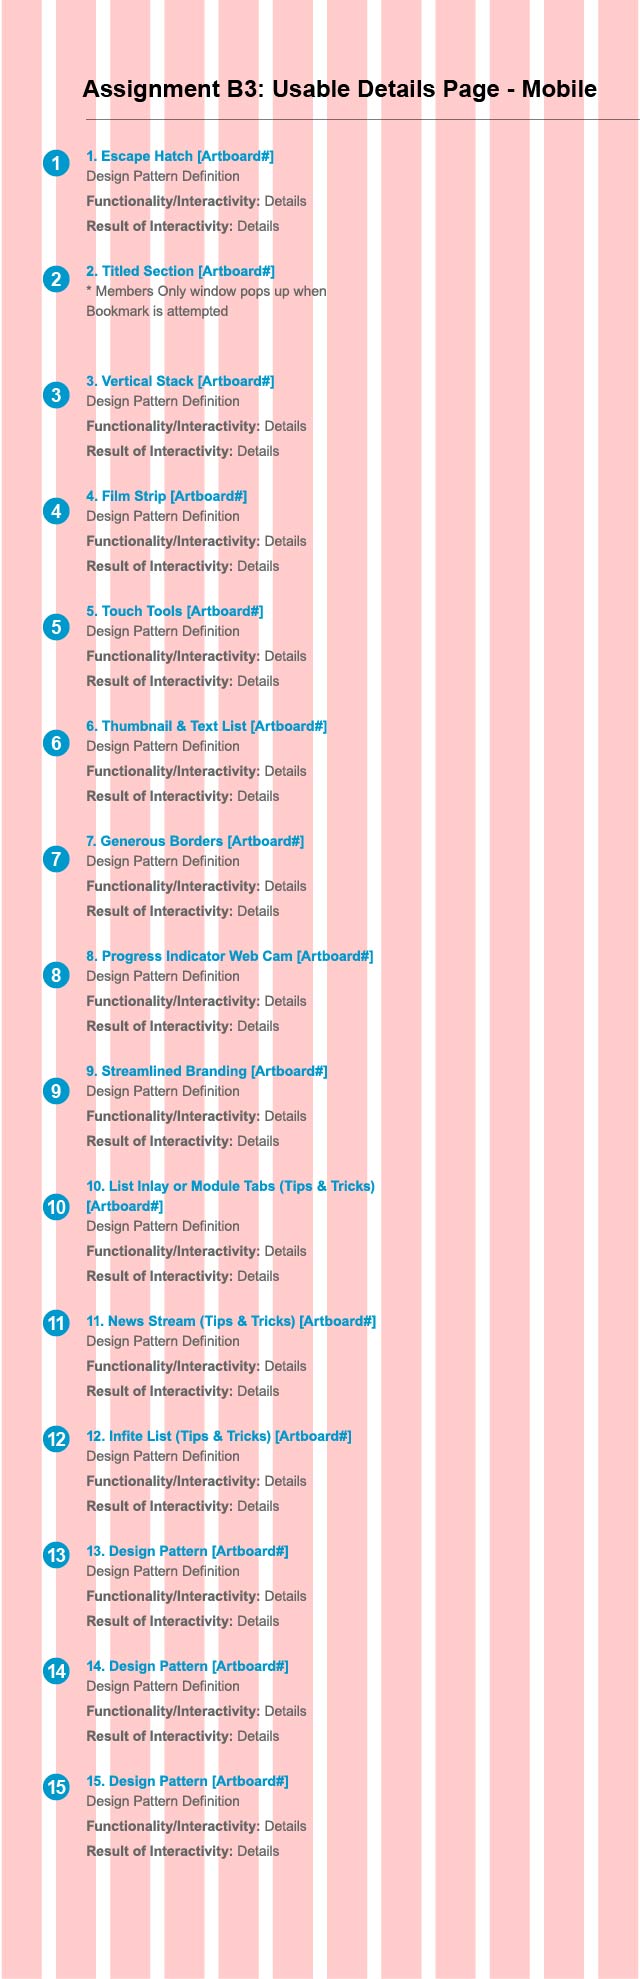 Assignment B3: Usable Details Page - Mobile
1
1. Escape Hatch [Artboard#]
Design Pattern Definition
Functionality/Interactivity: Details
Result of Interactivity: Details
2
2. Titled Section [Artboard#]
* Members Only window pops up when
Bookmark is attempted
3
3. Vertical Stack [Artboard#]
Design Pattern Definition
Functionality/Interactivity: Details
Result of Interactivity: Details
4
4. Film Strip [Artboard#]
Design Pattern Definition
Functionality/Interactivity: Details
Result of Interactivity: Details
5
5. Touch Tools [Artboard#]
Design Pattern Definition
Functionality/Interactivity: Details
Result of Interactivity: Details
6
6. Thumbnail & Text List [Artboard#]
Design Pattern Definition
Functionality/Interactivity: Details
Result of Interactivity: Details
7
7. Generous Borders [Artboard#]
Design Pattern Definition
Functionality/Interactivity: Details
Result of Interactivity: Details
8
8. Progress Indicator Web Cam [Artboard#]
Design Pattern Definition
Functionality/Interactivity: Details
Result of Interactivity: Details
9
9. Streamlined Branding [Artboard#]
Design Pattern Definition
Functionality/Interactivity: Details
Result of Interactivity: Details
10
10. List Inlay or Module Tabs (Tips & Tricks)
[Artboard#]
Design Pattern Definition
Functionality/Interactivity: Details
Result of Interactivity: Details
11
11. News Stream (Tips & Tricks) [Artboard#]
Design Pattern Definition
Functionality/Interactivity: Details
Result of Interactivity: Details
12
12. Infite List (Tips & Tricks) [Artboard#]
Design Pattern Definition
Functionality/Interactivity: Details
Result of Interactivity: Details
13
13. Design Pattern [Artboard#]
Design Pattern Definition
Functionality/Interactivity: Details
Result of Interactivity: Details
14
14. Design Pattern [Artboard#]
Design Pattern Definition
Functionality/Interactivity: Details
Result of Interactivity: Details
15
15. Design Pattern [Artboard#]
Design Pattern Definition
Functionality/Interactivity: Details
Result of Interactivity: Details